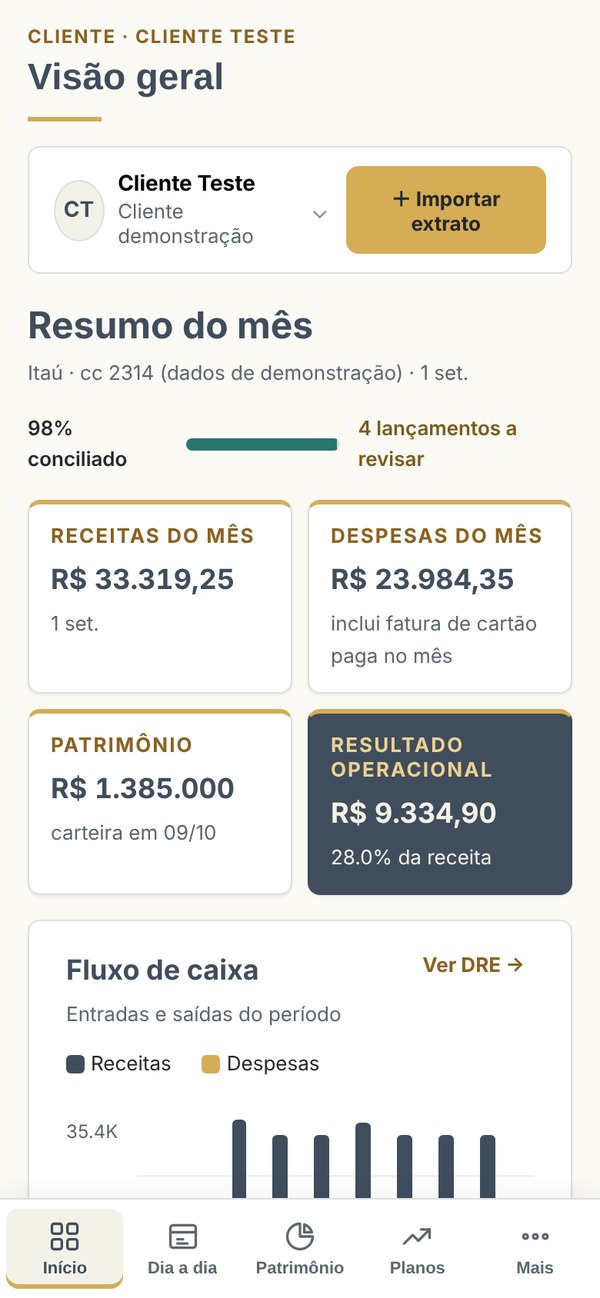 CLIENTE · CLIENTE TESTE
Visão geral
CT
Cliente Teste
Cliente
demonstração
+ Importar
extrato
Resumo do mês
Itaú · cc 2314 (dados de demonstração) · 1 set.
98%
conciliado
4 lançamentos a
revisar
RECEITAS DO MÊS
R$ 33.319,25
1 set.
DESPESAS DO MÊS
R$ 23.984,35
inclui fatura de cartão
paga no mês
PATRIMÔNIO
R$ 1.385.000
carteira em 09/10
RESULTADO
OPERACIONAL
R$ 9.334,90
28.0% da receita
Fluxo de caixa
Ver DRE →
Entradas e saídas do período
Receitas
Despesas
35.4K
Início
Dia a dia
Patrimônio
Planos
Mais